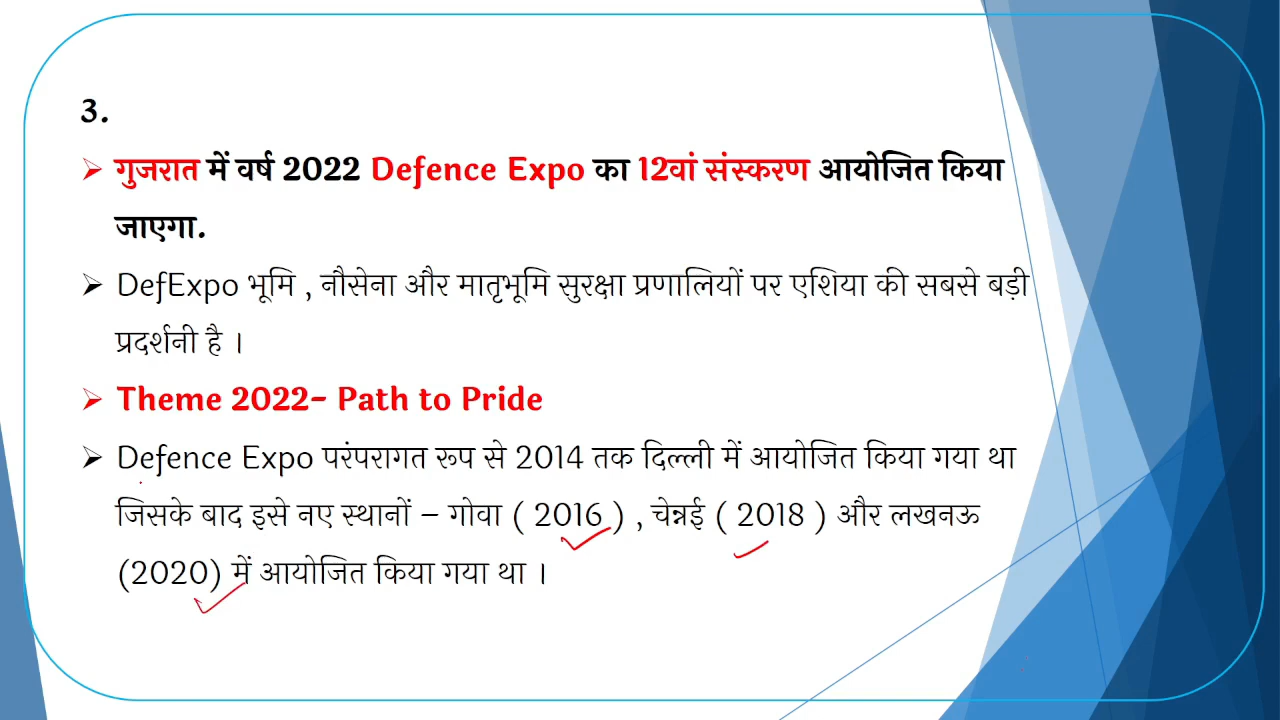 3.
➢ गुजरात में वर्ष 2022 Defence Expo का 12वां संस्करण आयोजित किया
जाएगा.
➢ DefExpo भूमि , नौसेना और मातृभूमि सुरक्षा प्रणालियों पर एशिया की सबसे बड़ी
प्रदर्शनी है ।
➢ Theme 2022– Path to Pride
➢ Defence Expo परंपरागत रूप से 2014 तक दिल्ली में आयोजित किया गया था
जिसके बाद इसे नए स्थानों – गोवा ( 2016 ) , चेन्नई ( 2018 ) और लखनऊ
(2020) में आयोजित किया गया था ।